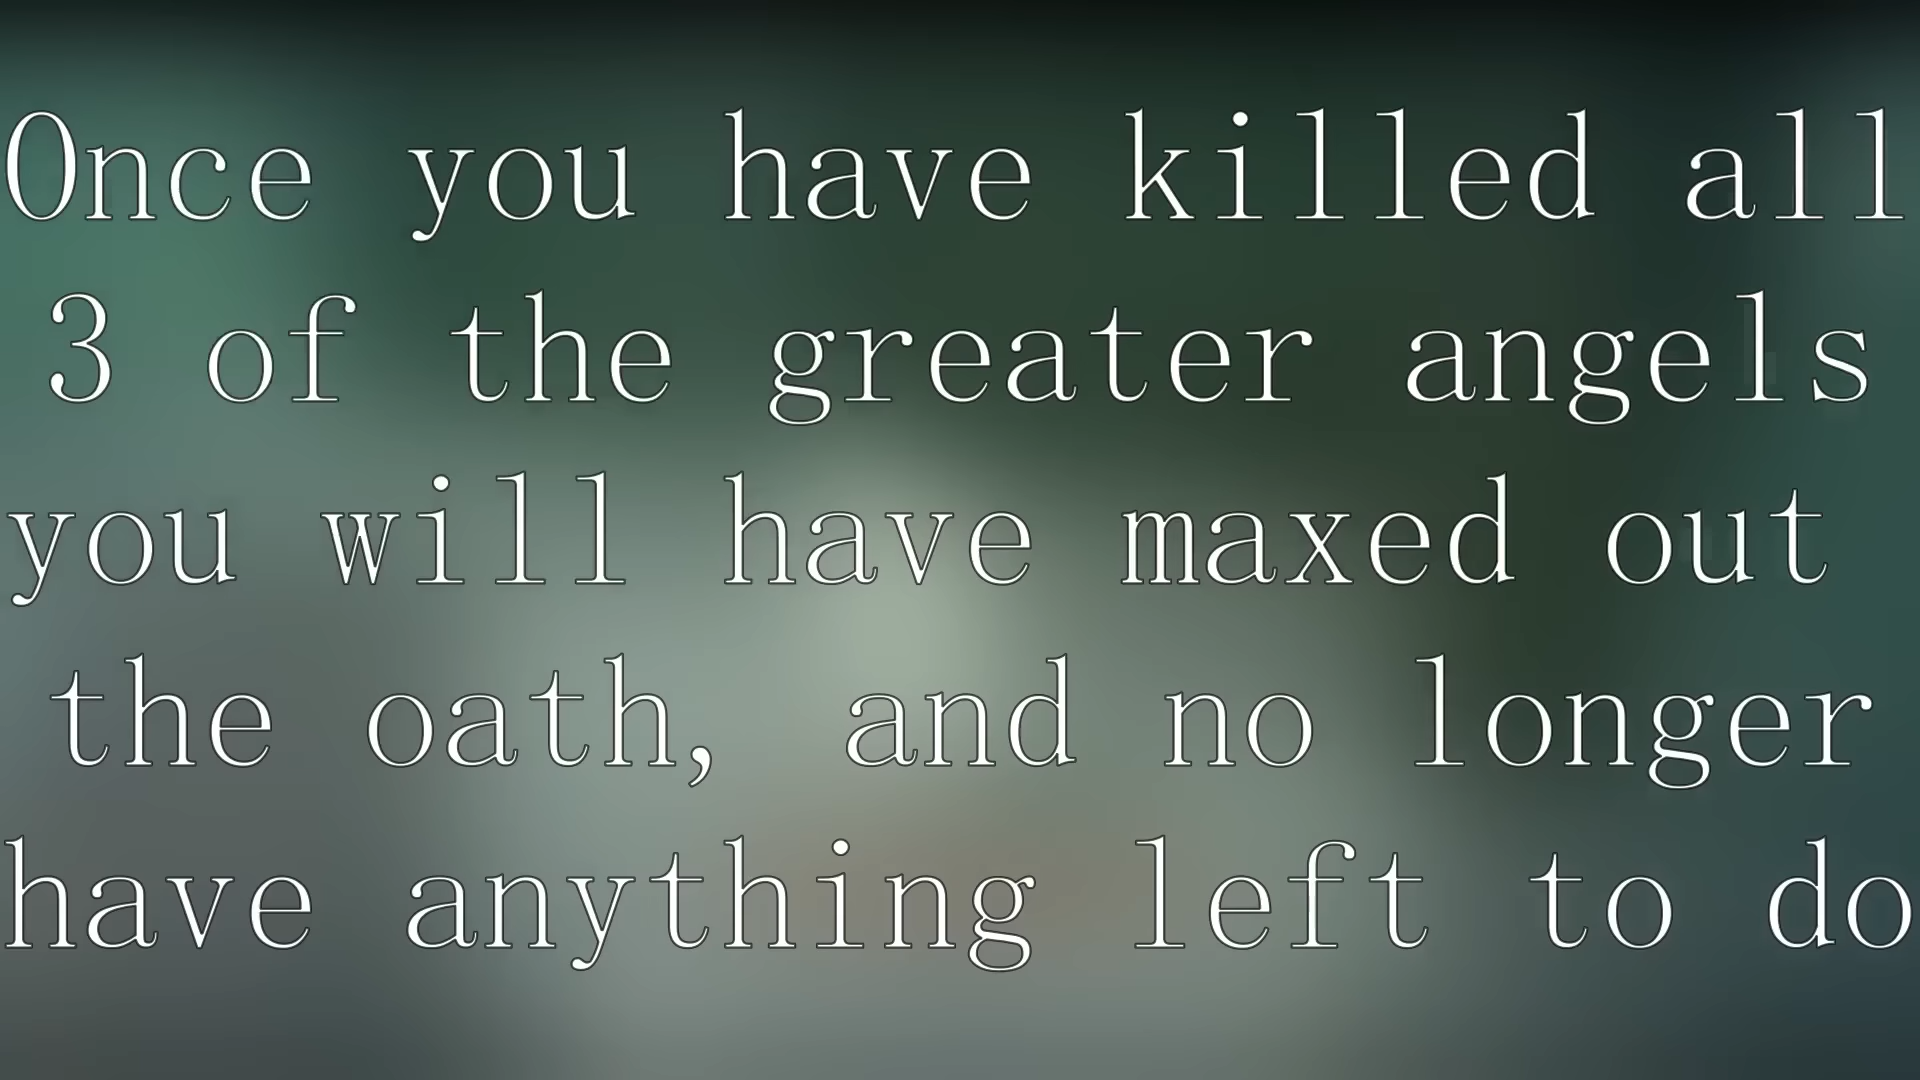 Once you have killed all
3 of the greater angels
you will have maxed out
the oath, and no longer
have anything left to do